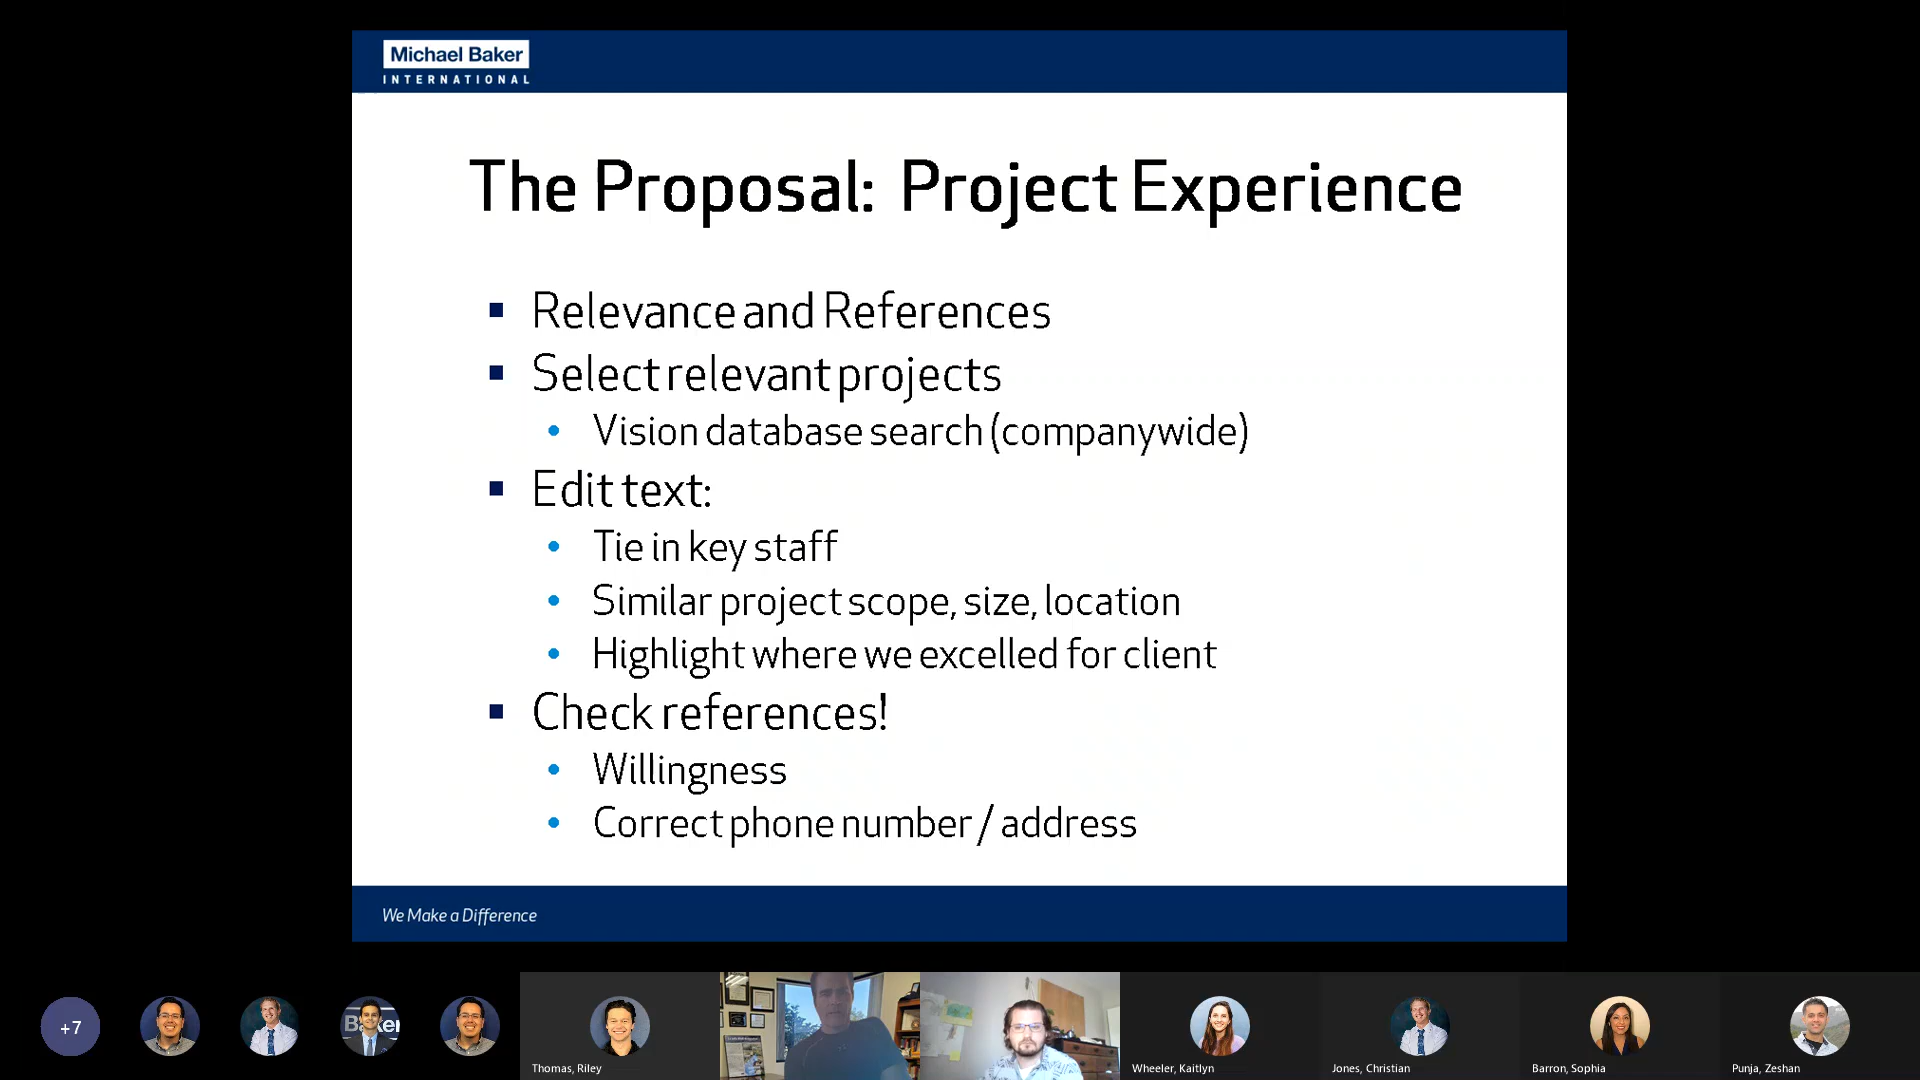 Michael Baker
INTERNATIONAL
The Proposal: Project Experience
Relevance and References
Select relevant projects
Vision database search (companywide)
Edit text:
Tie in key staff
Similar project scope, size, location
Highlight where we excelled for client
Check references!
Willingness
Correct phone number / address
We Make a Difference
+7
Thomas, Riley
Wheeler, Kaitlyn
Jones, Christian
Barron, Sophia
Punja, Zeshan